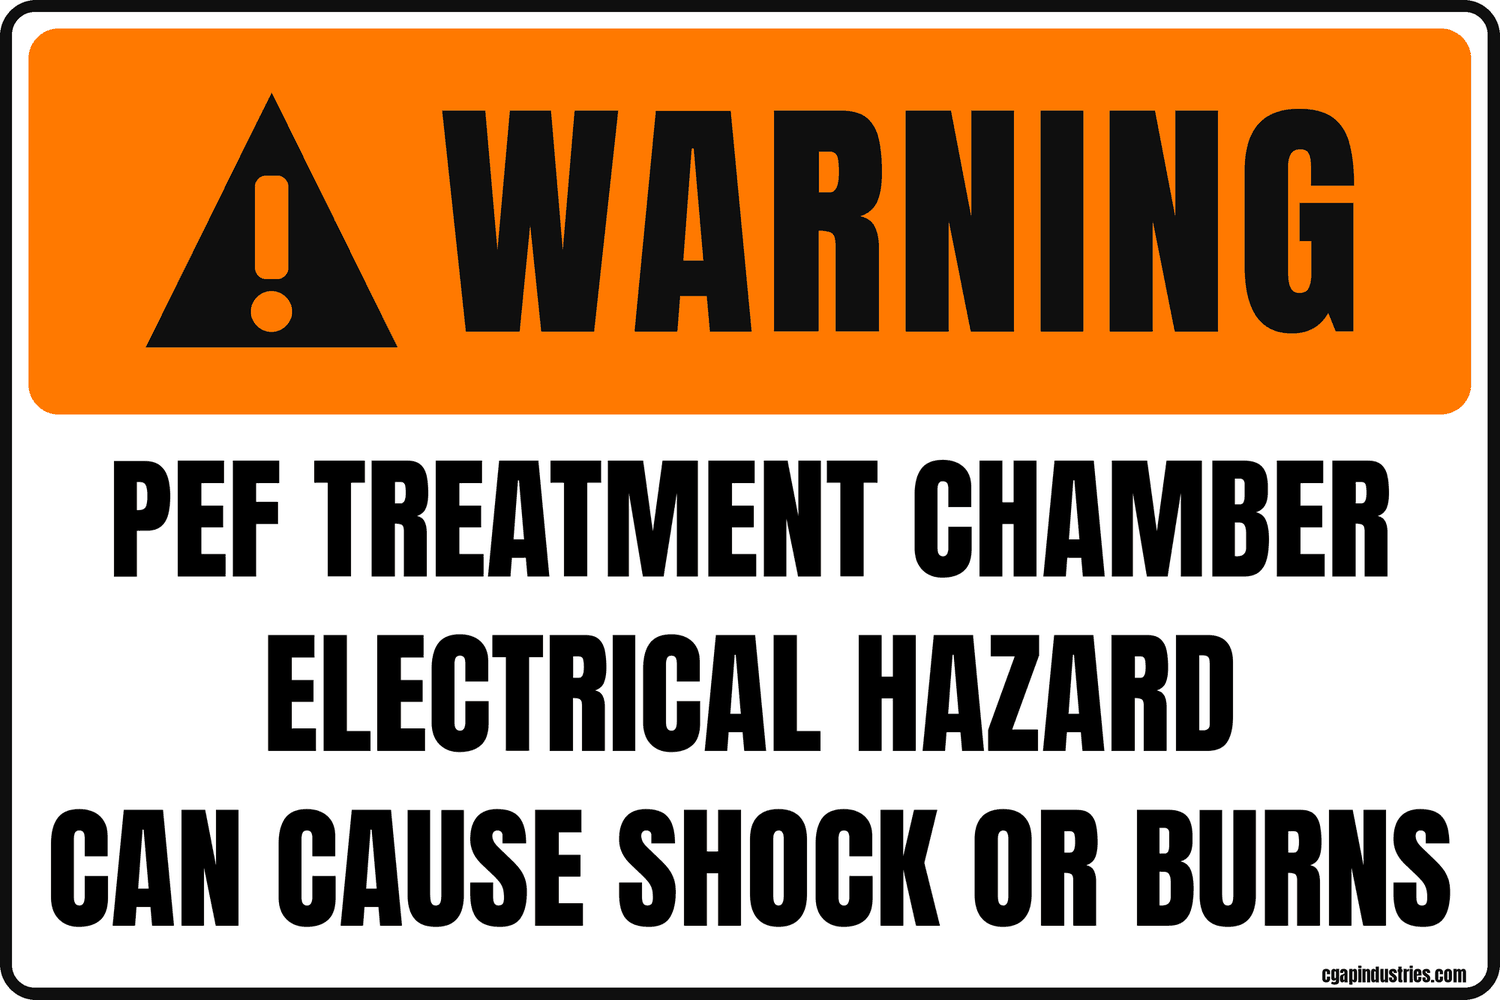 WARNING
PEF TREATMENT CHAMBER
ELECTRICAL HAZARD
CAN CAUSE SHOCK OR BURNS
cgapindustries.com